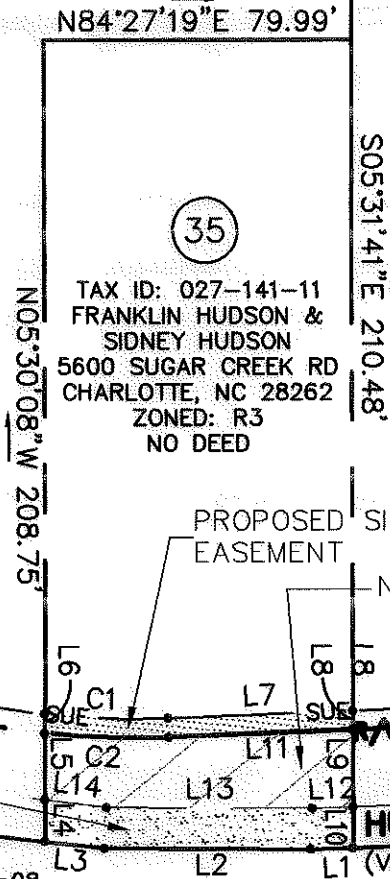 N84°27'19"E 79.99'
S05°31'41"E 210.48'
35
TAX ID: 027-141-11
FRANKLIN HUDSON &
SIDNEY HUDSON
5600 SUGAR CREEK RD
CHARLOTTE, NC 28262
ZONED: R3
NO DEED
N05°30'08"W 208.75'
PROPOSED SI
EASEMENT
N
L6
L8
L8
SUE
C1
L7
SUE
L5
C2
L11
L9
L14
L13
L12
L4
L10
L3
L2
L1
(V